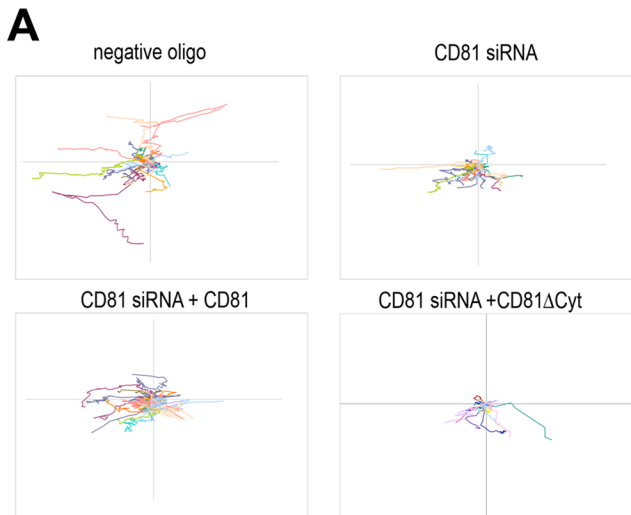 A
negative oligo
CD81 siRNA
CD81 siRNA + CD81
CD81 siRNA +CD81ΔCyt